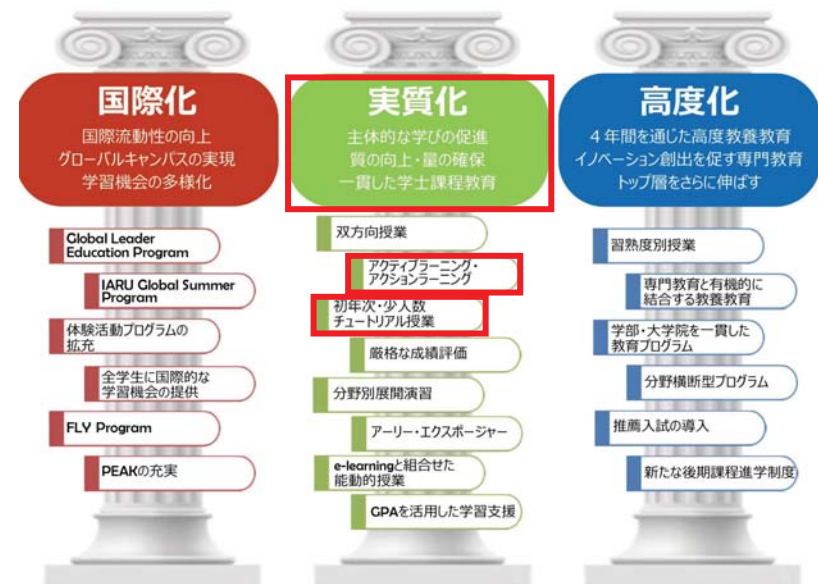 国際化
国際流動性の向上
グローバルキャンパスの実現
学習機会の多様化
Global Leader
Education Program
IARU Global Summer
Program
体験活動プログラムの
拡充
全学生に国際的な
学習機会の提供
FLY Program
PEAKの充実
実質化
主体的な学びの促進
質の向上・量の確保
一貫した学士課程教育
双方向授業
アクティブラーニング・
アクションラーニング
初年次・少人数
チュートリアル授業
厳格な成績評価
分野別展開演習
アーリー・エクスポージャー
e-learningと組合せた
能動的授業
GPAを活用した学習支援
高度化
4年間を通じた高度教養教育
イノベーション創出を促す専門教育
トップ層をさらに伸ばす
習熟度別授業
専門教育と有機的に
結合する教養教育
学部・大学院を一貫した
教育プログラム
分野横断型プログラム
推薦入試の導入
新たな後期課程進学制度